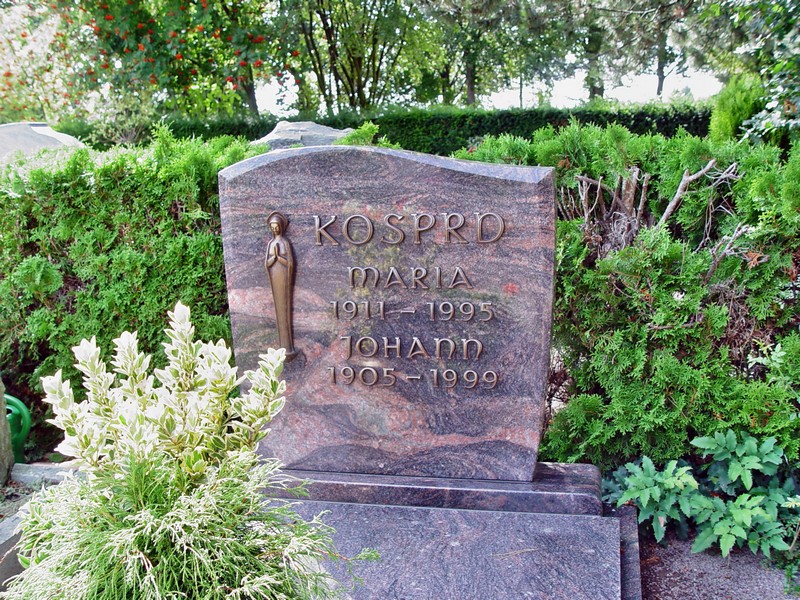 KOSPRD
MARIA
1911 – 1995
JOHANN
1905 – 1999